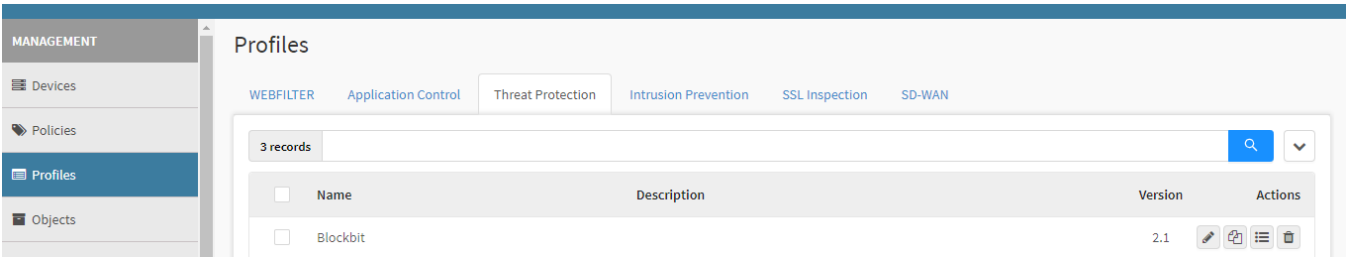 MANAGEMENT
Devices
Policies
Profiles
Objects
Profiles
WEBFILTER Application Control Threat Protection Intrusion Prevention SSL Inspection SD-WAN
3 records
Name Description Version Actions
Blockbit 2.1